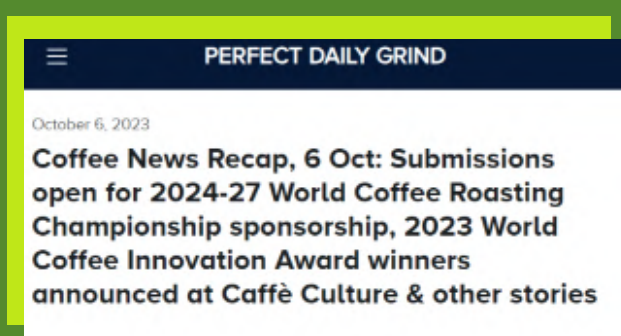 PERFECT DAILY GRIND
October 6, 2023
Coffee News Recap, 6 Oct: Submissions
open for 2024-27 World Coffee Roasting
Championship sponsorship, 2023 World
Coffee Innovation Award winners
announced at Caffè Culture & other stories